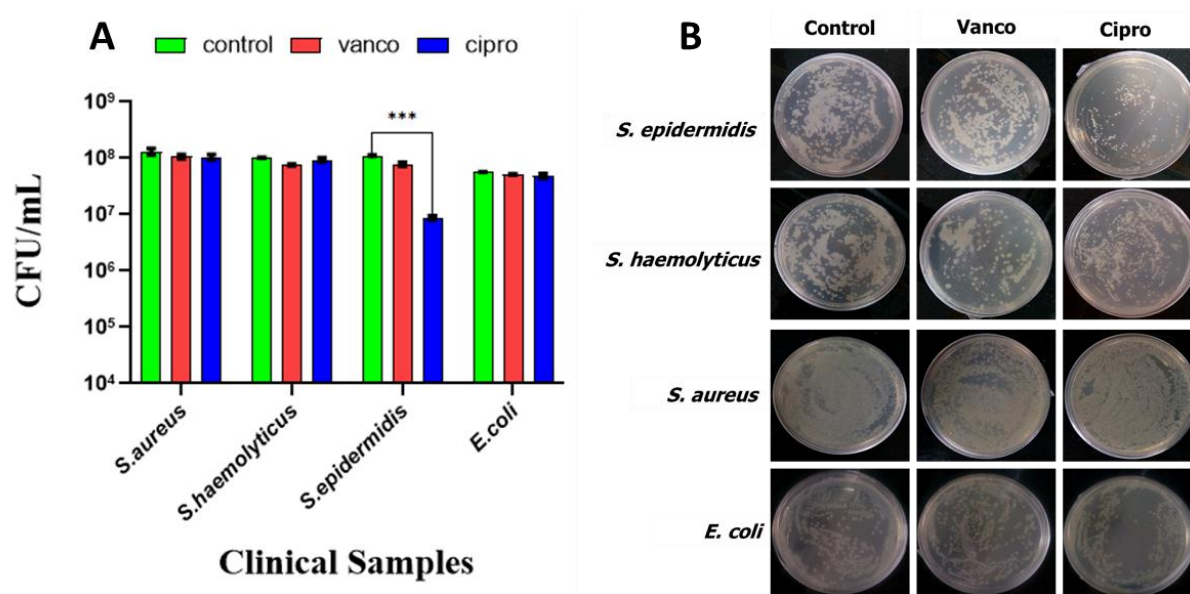 A
control vanco cipro
CFU/mL
10⁹
10⁸
10⁷
10⁶
10⁵
10⁴
***
S.aureus
S.haemolyticus
S.epidermidis
E.coli
Clinical Samples
B
Control Vanco Cipro
S. epidermidis
S. haemolyticus
S. aureus
E. coli